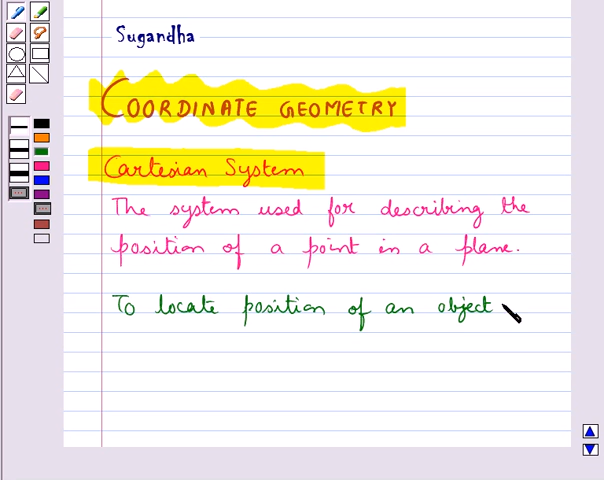 Sugandha
COORDINATE GEOMETRY
Cartesian System
The system used for describing the
position of a point in a plane.
To locate position of an object